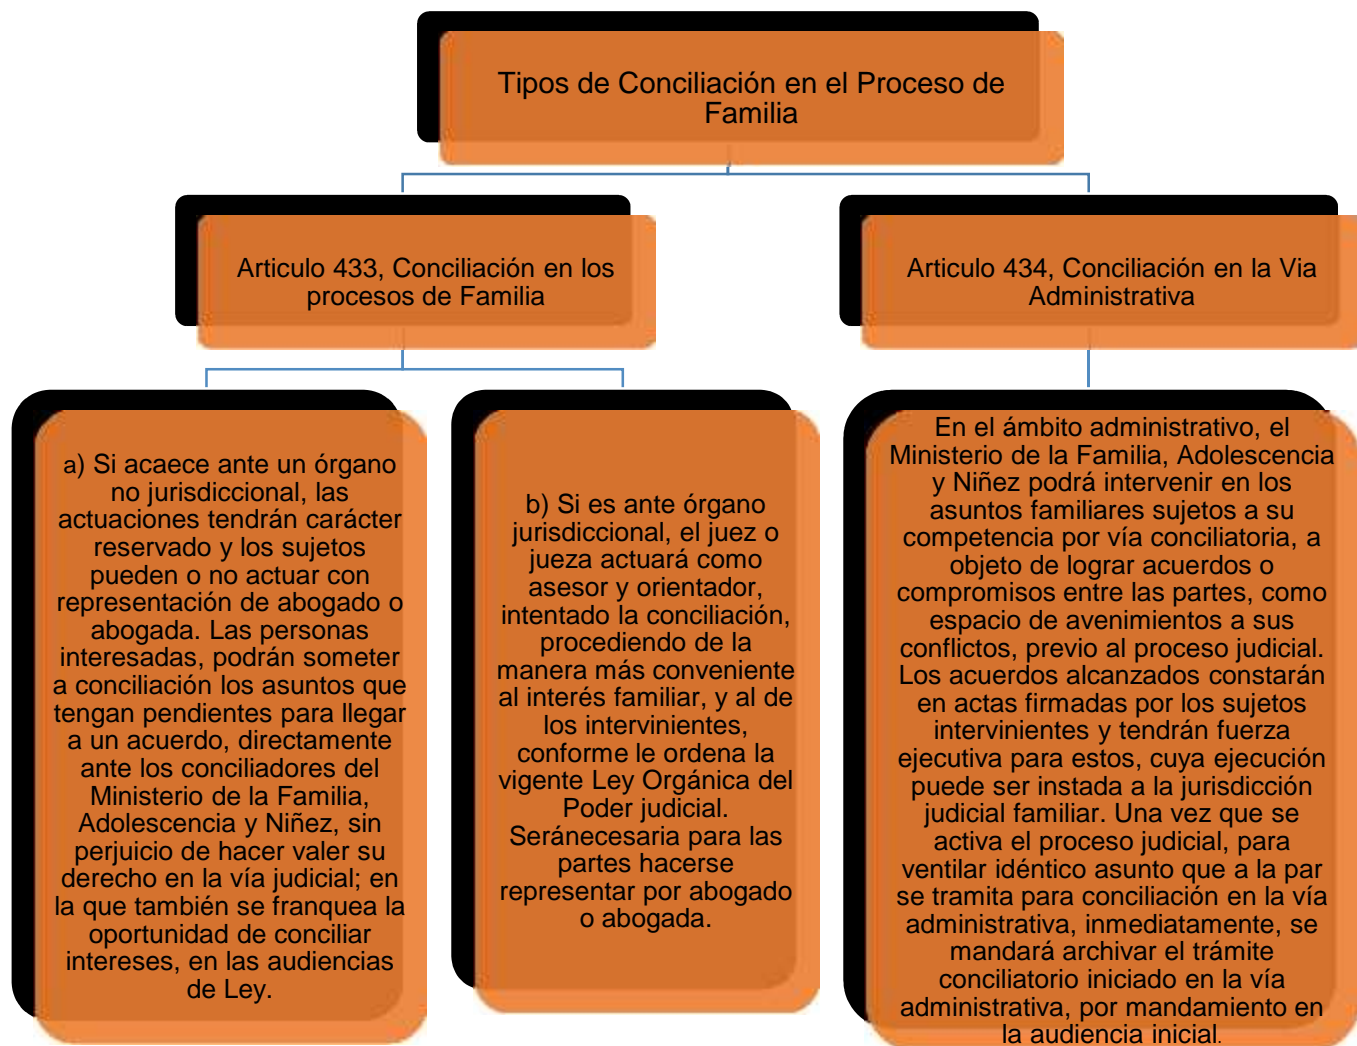 Tipos de Conciliación en el Proceso de
Familia
Articulo 433, Conciliación en los
procesos de Familia
Articulo 434, Conciliación en la Via
Administrativa
a) Si acaece ante un órgano
no jurisdiccional, las
actuaciones tendrán carácter
reservado y los sujetos
pueden o no actuar con
representación de abogado o
abogada. Las personas
interesadas, podrán someter
a conciliación los asuntos que
tengan pendientes para llegar
a un acuerdo, directamente
ante los conciliadores del
Ministerio de la Familia,
Adolescencia y Niñez, sin
perjuicio de hacer valer su
derecho en la vía judicial; en
la que también se franquea la
oportunidad de conciliar
intereses, en las audiencias
de Ley.
b) Si es ante órgano
jurisdiccional, el juez o
jueza actuará como
asesor y orientador,
intentado la conciliación,
procediendo de la
manera más conveniente
al interés familiar, y al de
los intervinientes,
conforme le ordena la
vigente Ley Orgánica del
Poder judicial.
Seránecesaria para las
partes hacerse
representar por abogado
o abogada.
En el ámbito administrativo, el
Ministerio de la Familia, Adolescencia
y Niñez podrá intervenir en los
asuntos familiares sujetos a su
competencia por vía conciliatoria, a
objeto de lograr acuerdos o
compromisos entre las partes, como
espacio de avenimientos a sus
conflictos, previo al proceso judicial.
Los acuerdos alcanzados constarán
en actas firmadas por los sujetos
intervinientes y tendrán fuerza
ejecutiva para estos, cuya ejecución
puede ser instada a la jurisdicción
judicial familiar. Una vez que se
activa el proceso judicial, para
ventilar idéntico asunto que a la par
se tramita para conciliación en la vía
administrativa, inmediatamente, se
mandará archivar el trámite
conciliatorio iniciado en la vía
administrativa, por mandamiento en
la audiencia inicial.